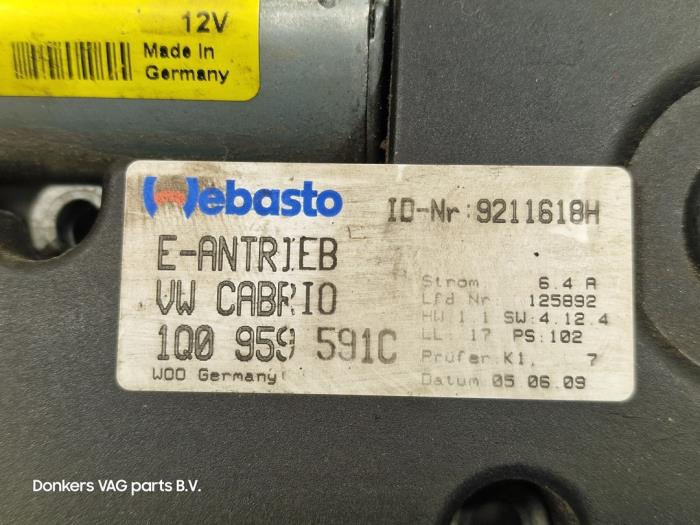 12V
Made in
Germany
Webasto
ID-Nr:9211618H
E-ANTRIEB
VW CABRIO
1Q0 959 591C
WOO Germany
Strom 6.4 A
Lfd Nr 125892
HW 1.1 SW:4.12.4
LL 17 PS:102
Prüfer:K1, 7
Datum 05 06.09
Donkers VAG parts B.V.